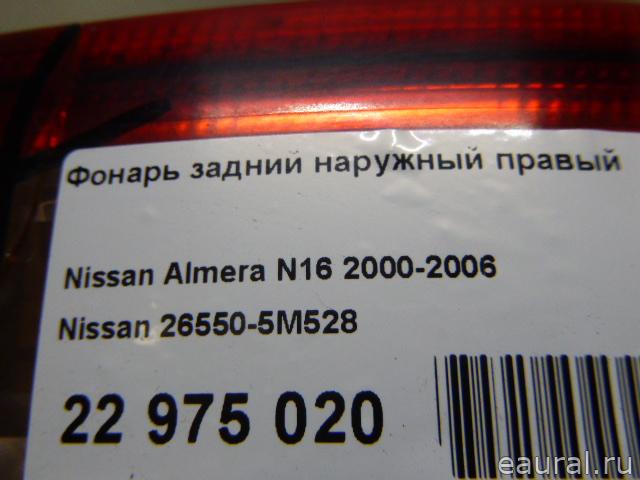 Фонарь задний наружный правый
Nissan Almera N16 2000-2006
Nissan 26550-5M528
22 975 020
eaural.ru